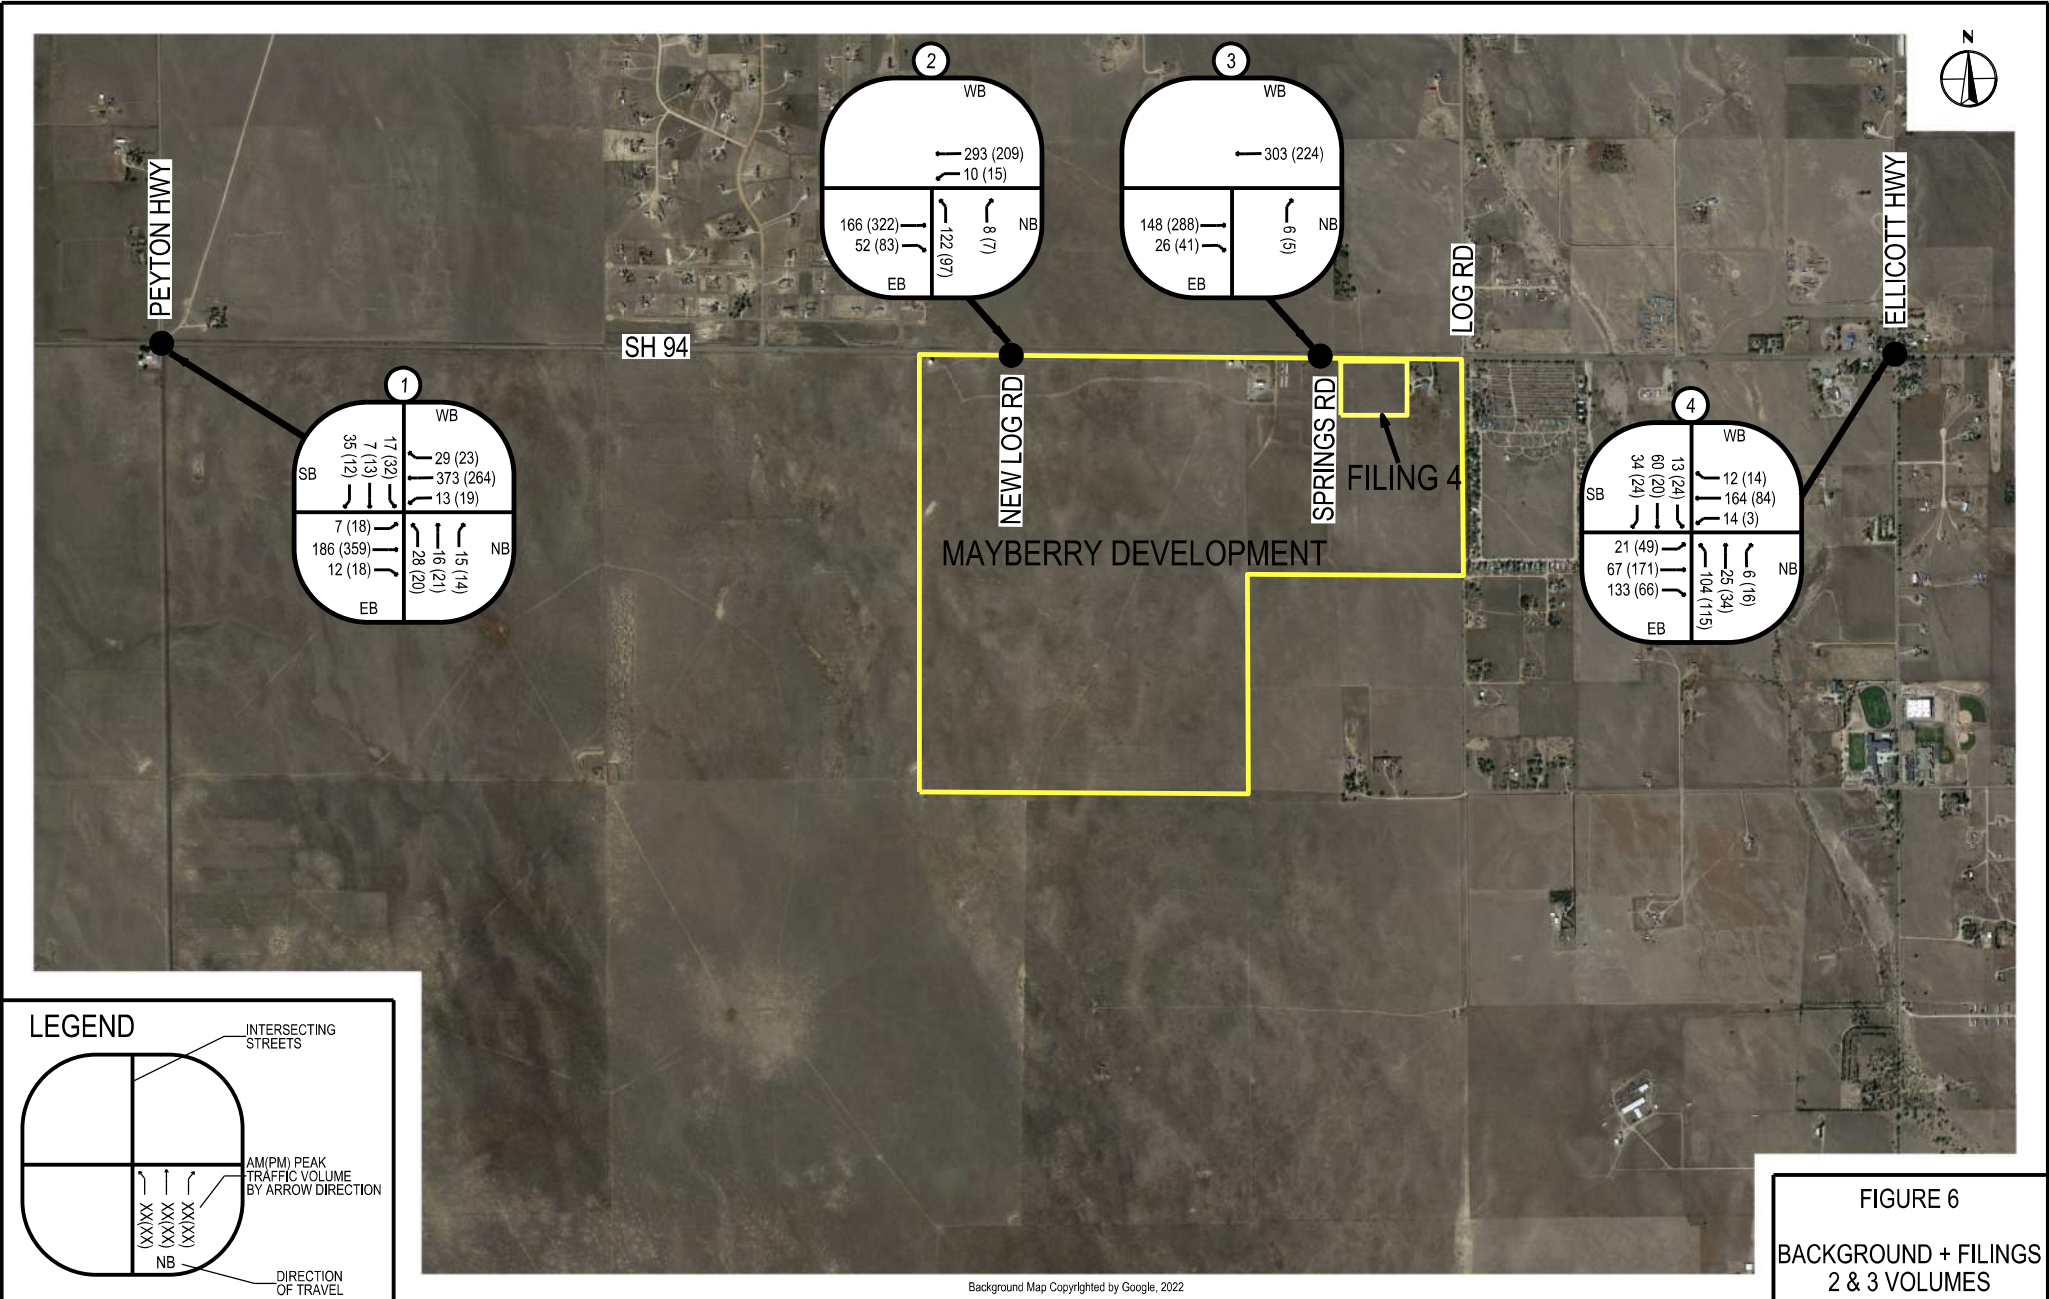 N
2
WB
293 (209)
10 (15)
166 (322)
52 (83)
EB
122 (97)
8 (7)
NB
3
WB
303 (224)
148 (288)
26 (41)
EB
6 (5)
NB
PEYTON HWY
SH 94
LOG RD
ELLICOTT HWY
NEW LOG RD
SPRINGS RD
FILING 4
MAYBERRY DEVELOPMENT
1
WB
35 (12)
7 (13)
17 (32)
SB
29 (23)
373 (264)
13 (19)
7 (18)
186 (359)
12 (18)
EB
28 (20)
16 (21)
15 (14)
NB
4
WB
34 (24)
60 (20)
13 (24)
SB
12 (14)
164 (84)
14 (3)
21 (49)
67 (171)
133 (66)
EB
104 (115)
25 (34)
6 (16)
NB
LEGEND
INTERSECTING
STREETS
AM(PM) PEAK
TRAFFIC VOLUME
BY ARROW DIRECTION
XX(XX)
XX(XX)
XX(XX)
NB
DIRECTION
OF TRAVEL
Background Map Copyrighted by Google, 2022
FIGURE 6
BACKGROUND + FILINGS
2 & 3 VOLUMES